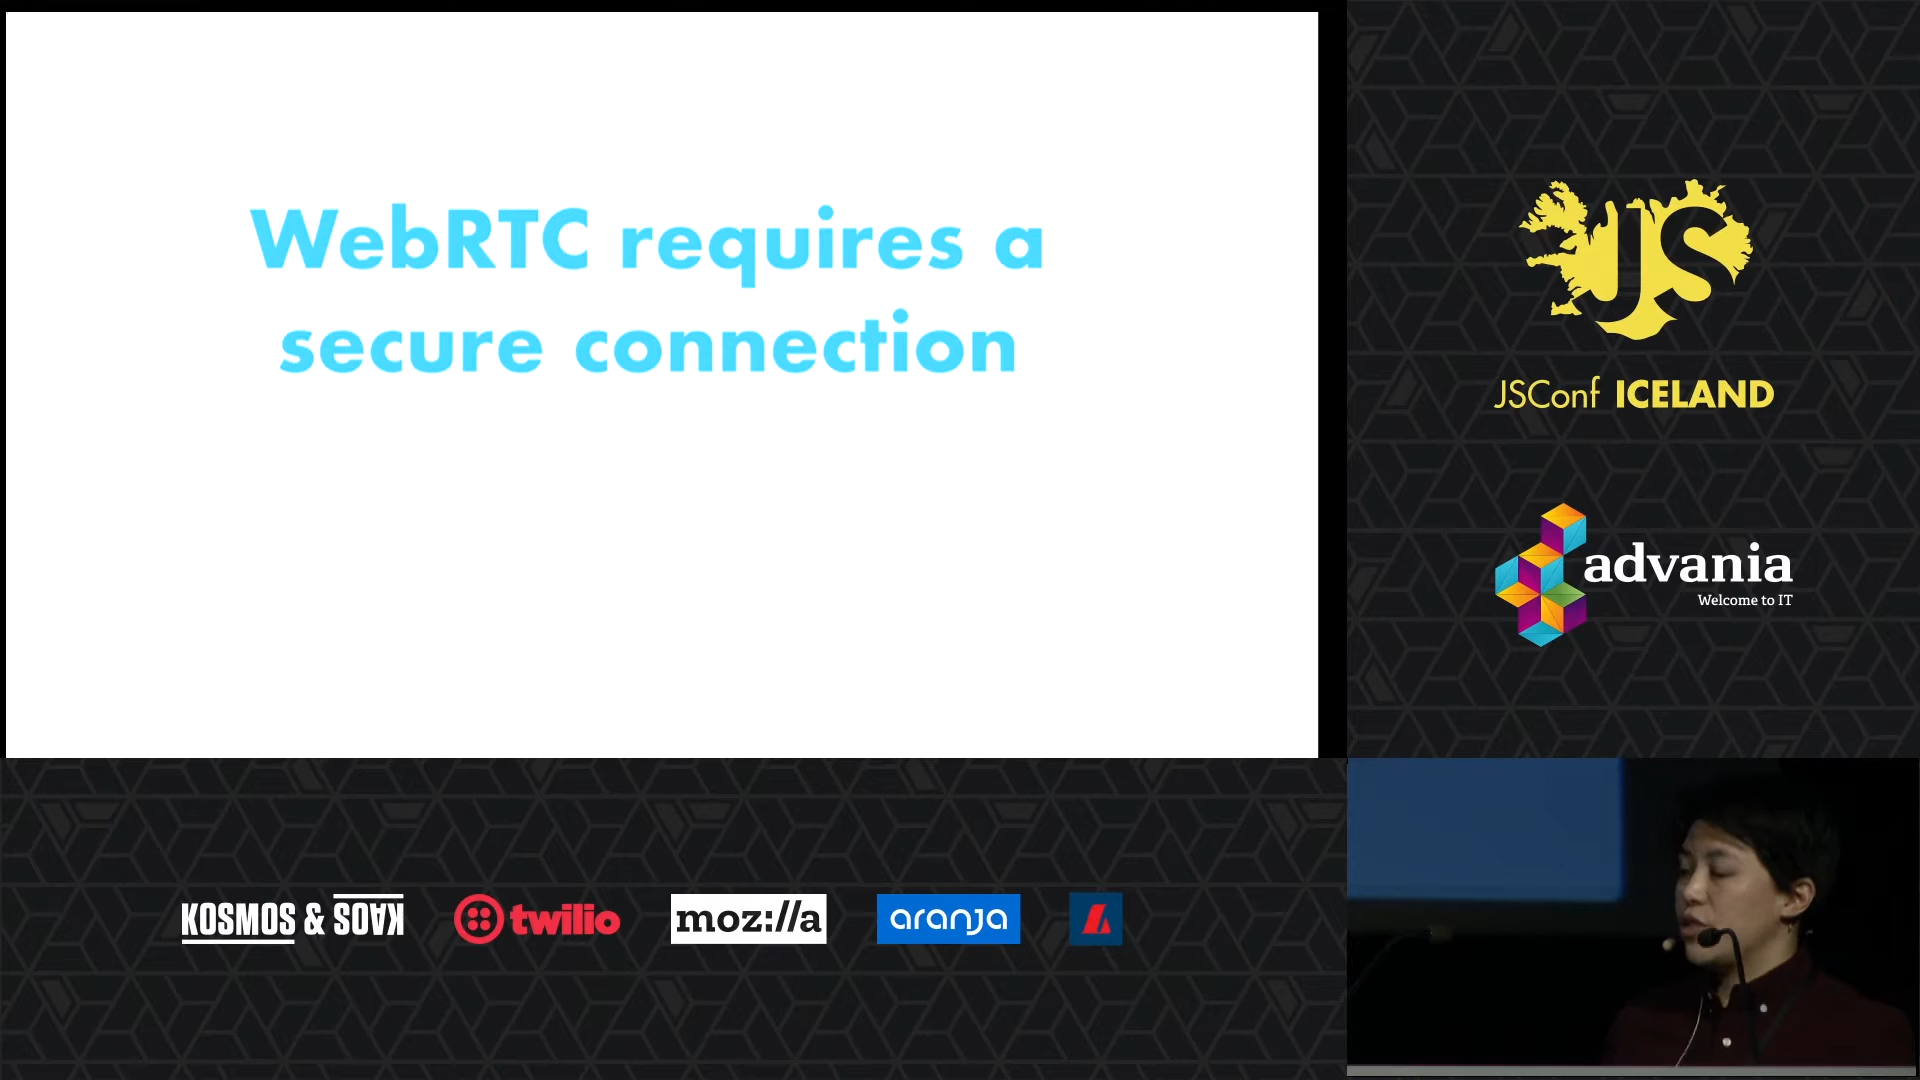 WebRTC requires a
secure connection
JS
JSConf ICELAND
advania
Welcome to IT
KOSMOS & KAOS
twilio
moz://a
aranja